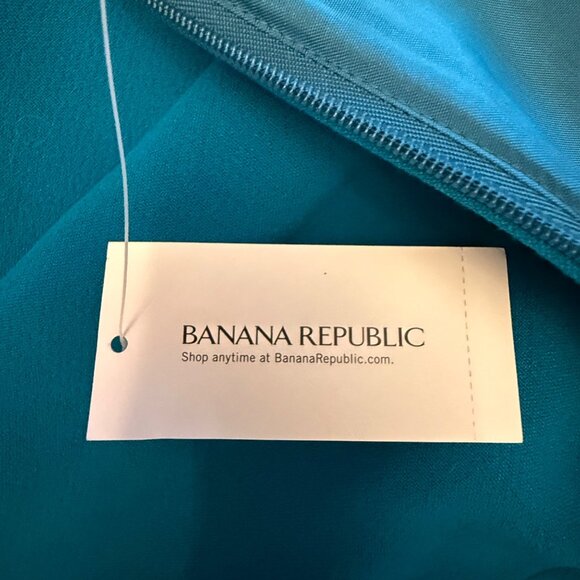 BANANA REPUBLIC
Shop anytime at BananaRepublic.com.